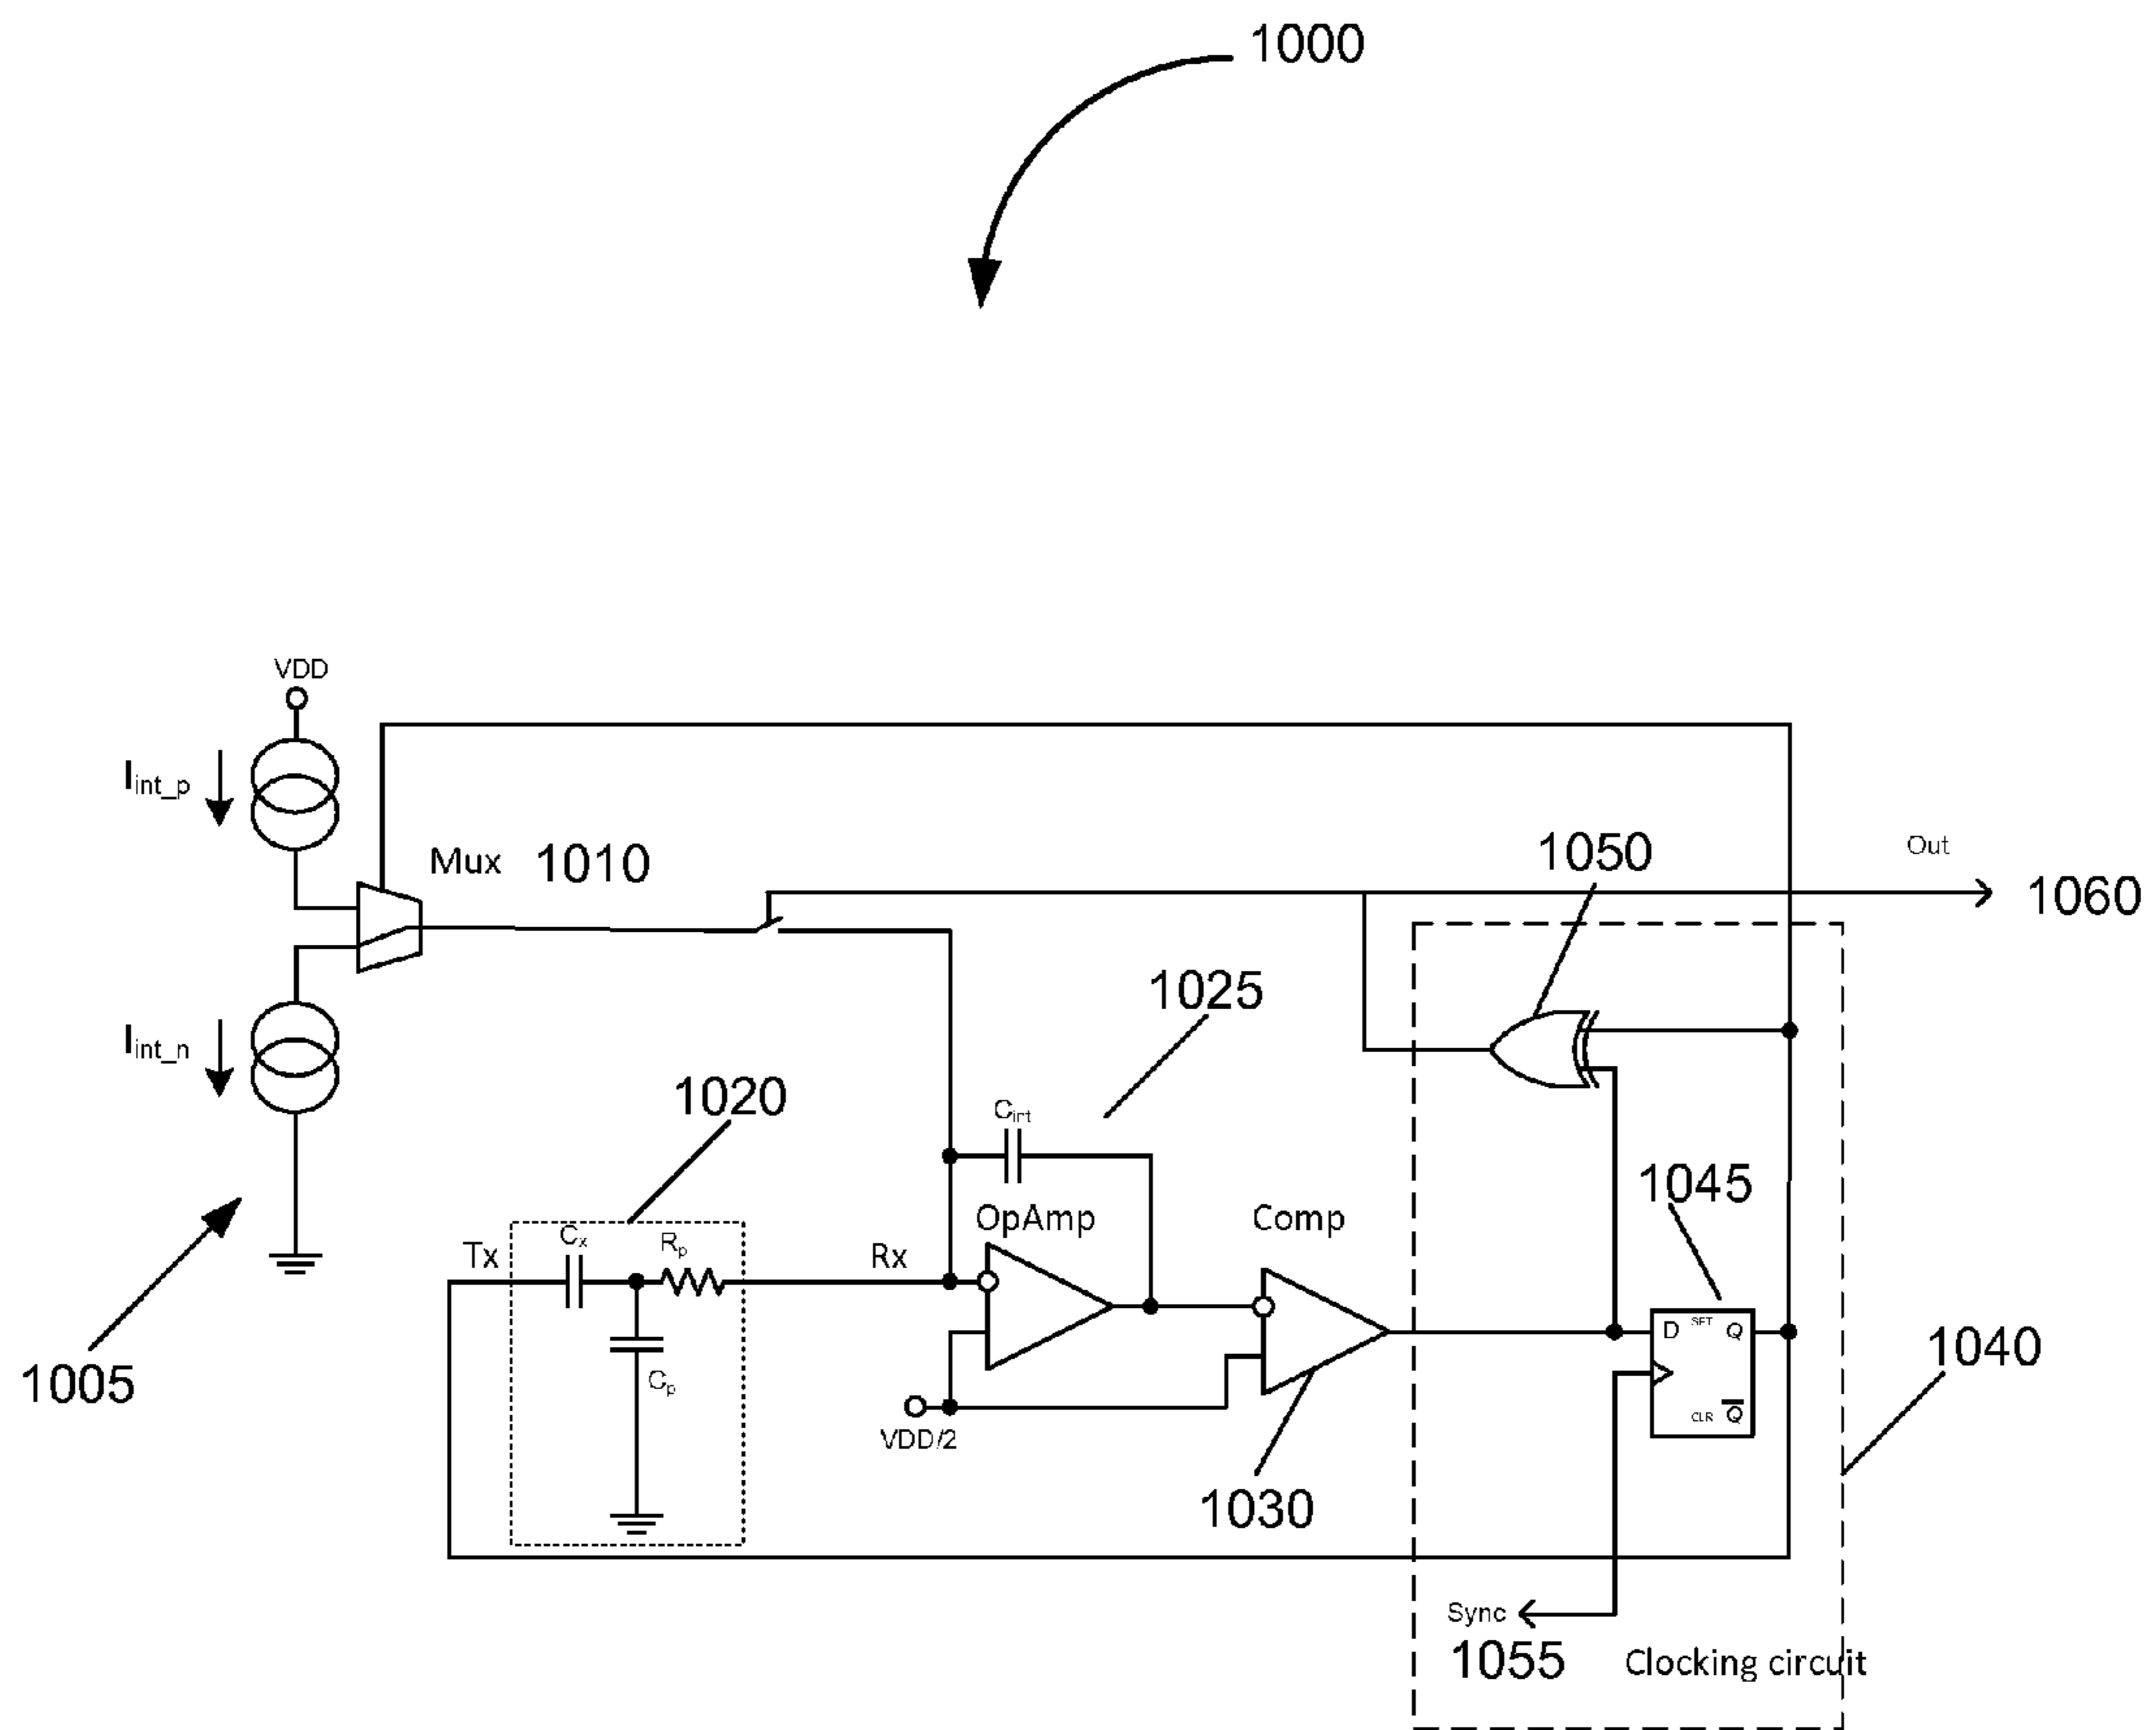 1000
VDD
Iint_p
Mux 1010
1050
Out
1060
1025
Iint_n
1020
Cint
1045
OpAmp
Comp
Tx
Cx
Rp
Rx
D SET Q
1040
1005
Cp
CLR Q
VDD/2
1030
Sync
1055
Clocking circuit